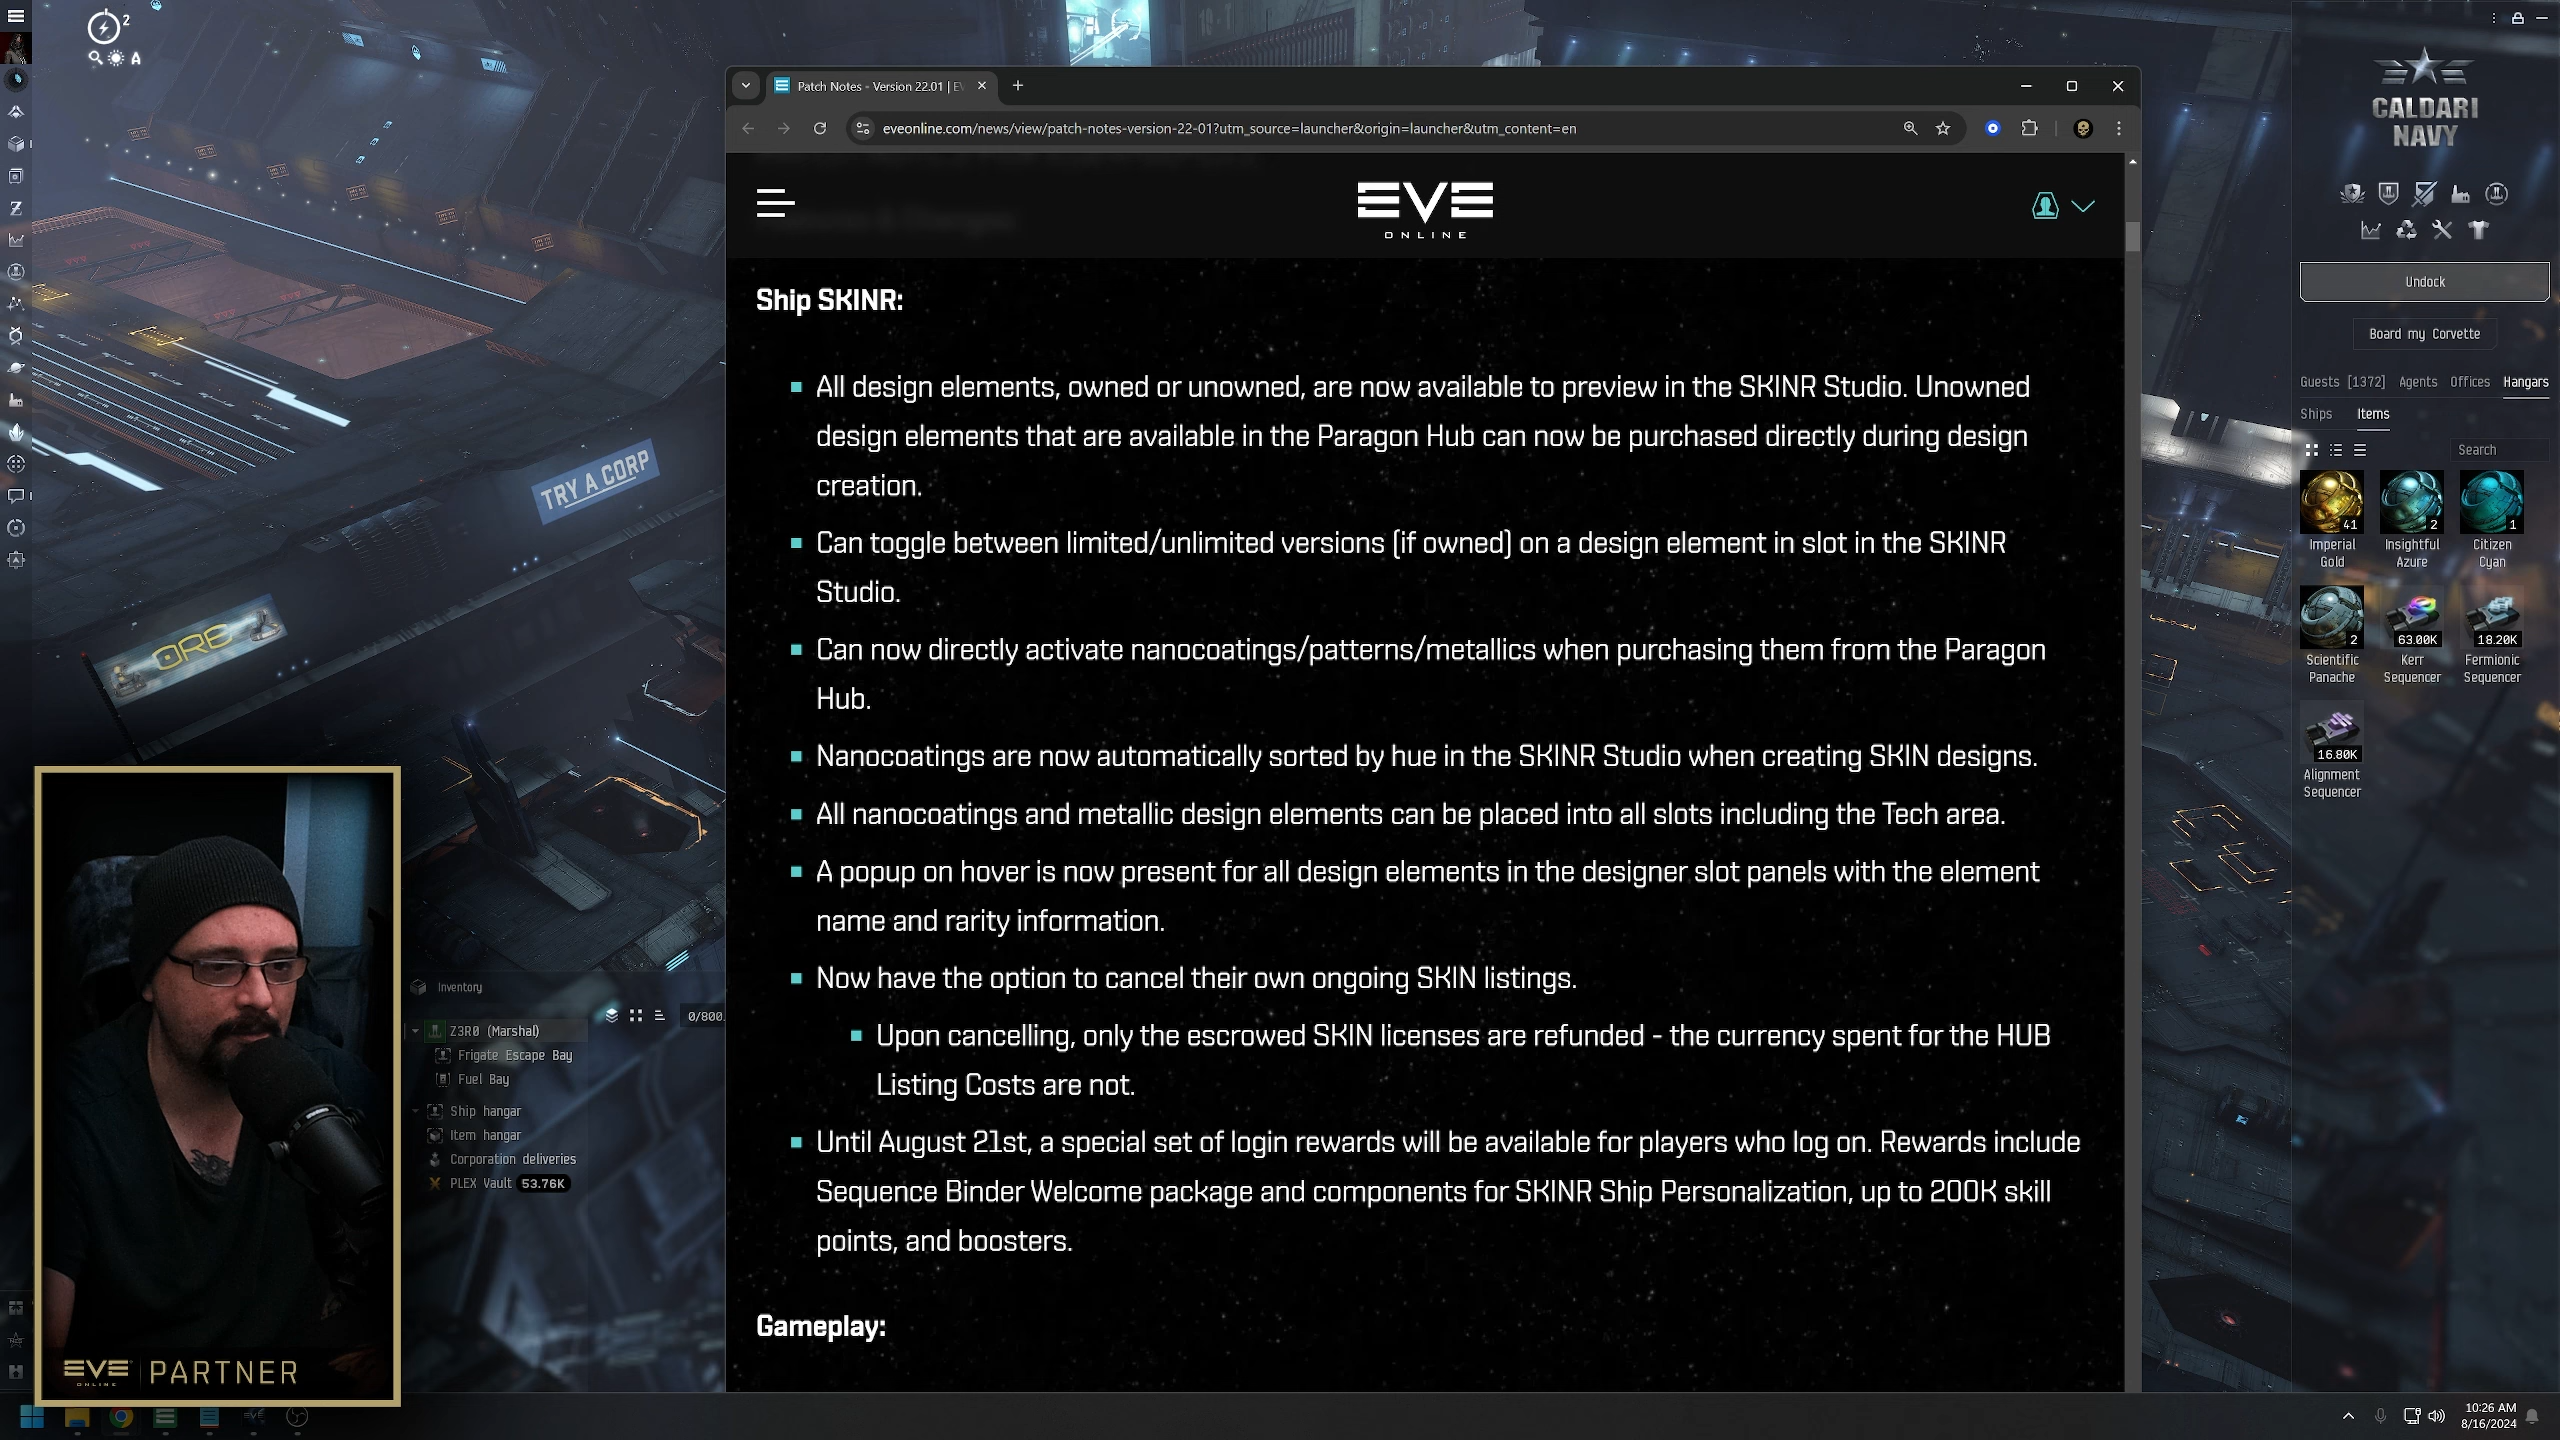 2
A
Patch Notes - Version 22.01 | EV
eveonline.com/news/view/patch-notes-version-22-01?utm_source=launcher&origin=launcher&utm_content=en
EVE
ONLINE
Ship SKINR:
All design elements, owned or unowned, are now available to preview in the SKINR Studio. Unowned
design elements that are available in the Paragon Hub can now be purchased directly during design
creation.
Can toggle between limited/unlimited versions (if owned) on a design element in slot in the SKINR
Studio.
Can now directly activate nanocoatings/patterns/metallics when purchasing them from the Paragon
Hub.
Nanocoatings are now automatically sorted by hue in the SKINR Studio when creating SKIN designs.
All nanocoatings and metallic design elements can be placed into all slots including the Tech area.
A popup on hover is now present for all design elements in the designer slot panels with the element
name and rarity information.
Now have the option to cancel their own ongoing SKIN listings.
Upon cancelling, only the escrowed SKIN licenses are refunded - the currency spent for the HUB
Listing Costs are not.
Until August 21st, a special set of login rewards will be available for players who log on. Rewards include
Sequence Binder Welcome package and components for SKINR Ship Personalization, up to 200K skill
points, and boosters.
Gameplay:
TRY A CORP
ORE
Inventory
0/800.
Z3R0 (Marshal)
Frigate Escape Bay
Fuel Bay
Ship hangar
Item hangar
Corporation deliveries
PLEX Vault 53.76K
EVE ONLINE | PARTNER
CALDARI
NAVY
Undock
Board my Corvette
Guests [1372] Agents Offices Hangars
Ships Items
Search
41 2 1
Imperial Gold
Insightful Azure
Citizen Cyan
2 63.00K 18.20K
Scientific Panache
Kerr Sequencer
Fermionic Sequencer
16.80K
Alignment Sequencer
10:26 AM
8/16/2024